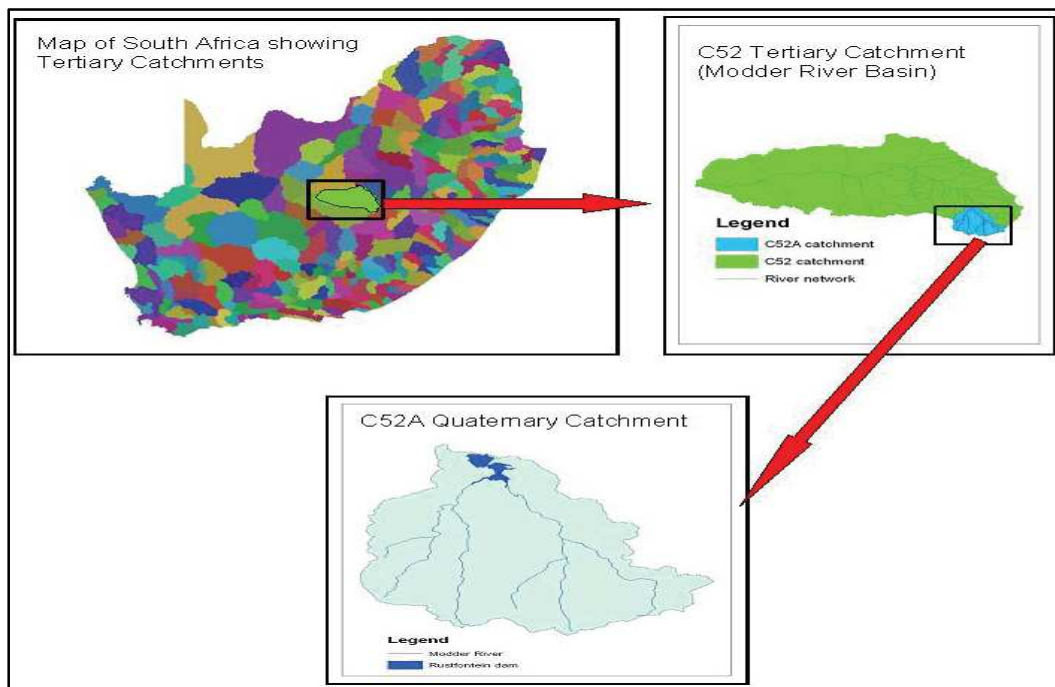 Map of South Africa showing
Tertiary Catchments
C52 Tertiary Catchment
(Modder River Basin)
Legend
C52A catchment
C52 catchment
River network
C52A Quaternary Catchment
Legend
Modder River
Rustfontein dam